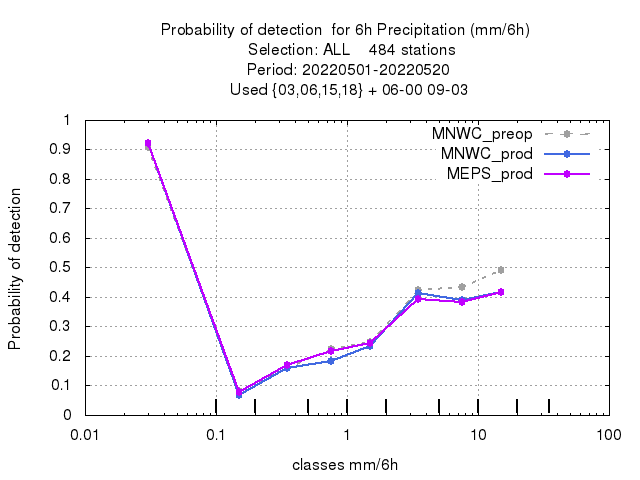 Probability of detection  for 6h Precipitation (mm/6h)
Selection: ALL    484 stations
Period: 20220501-20220520
Used {03,06,15,18} + 06-00 09-03
MNWC_preop
MNWC_prod
MEPS_prod
1
0.9
0.8
0.7
0.6
0.5
0.4
0.3
0.2
0.1
0
Probability of detection
0.01 0.1 1 10 100
classes mm/6h